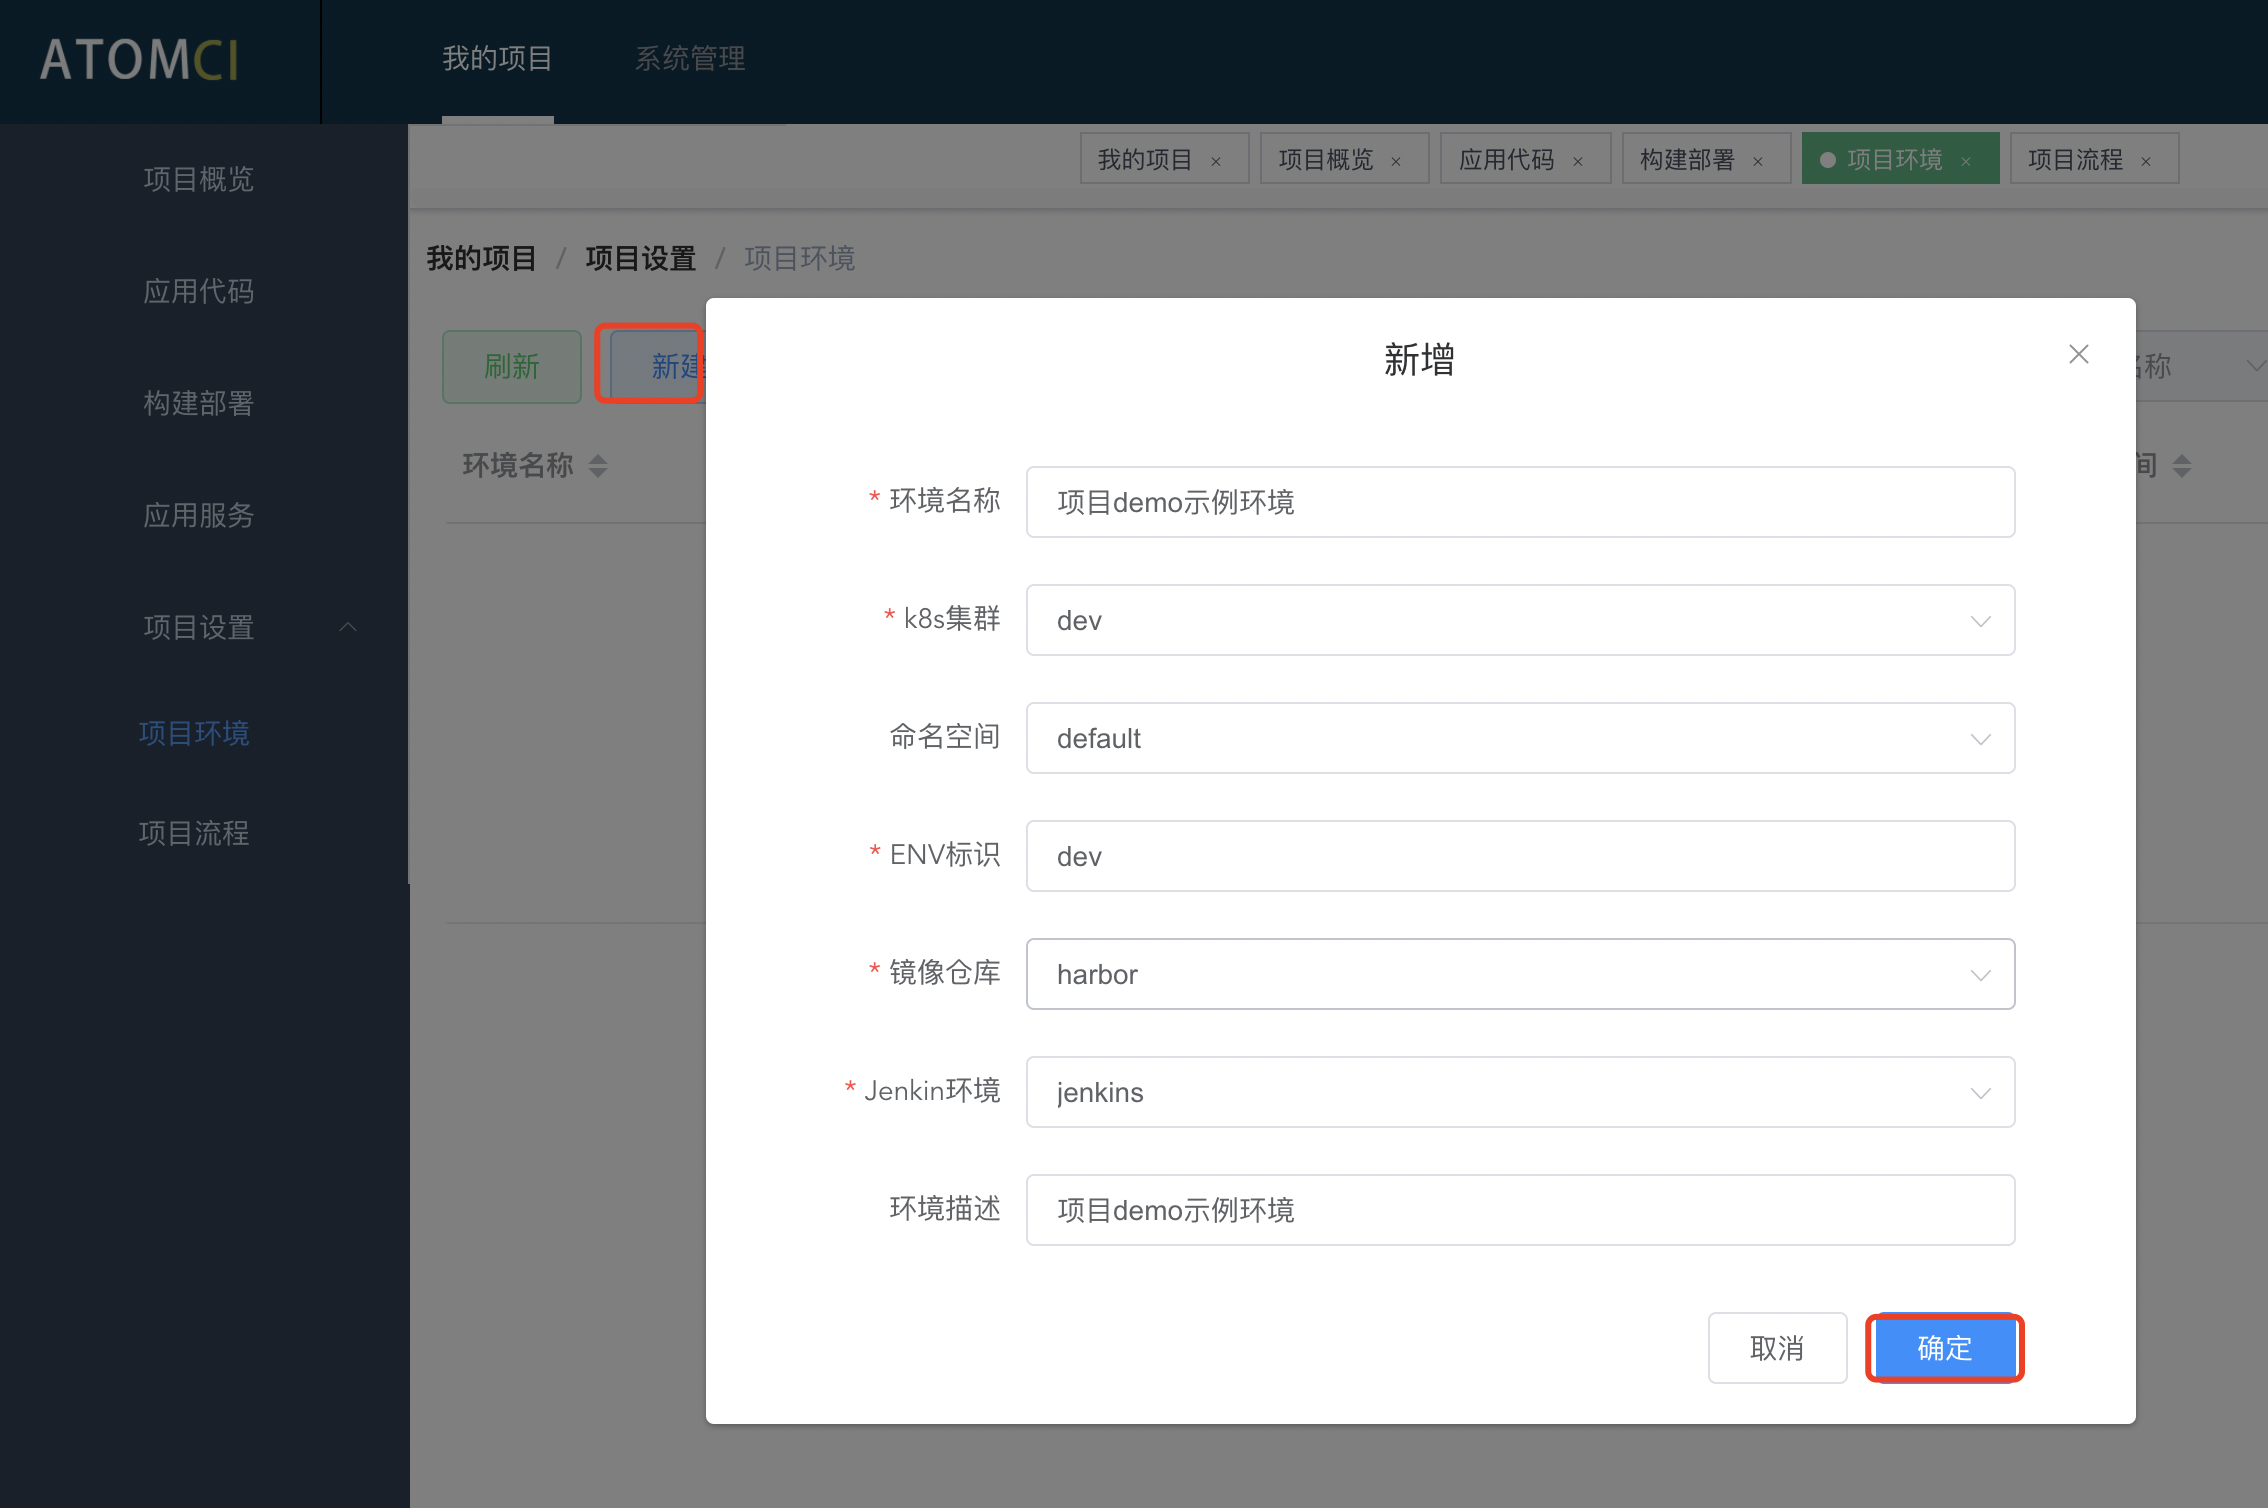 ATOMCI
我的项目
系统管理
我的项目 ×
项目概览 ×
应用代码 ×
构建部署 ×
项目环境 ×
项目流程 ×
项目概览
应用代码
构建部署
应用服务
项目设置
项目环境
项目流程
我的项目 / 项目设置 / 项目环境
刷新
新建
名称
环境名称
间
新增
* 环境名称 项目demo示例环境
* k8s集群 dev
命名空间 default
* ENV标识 dev
* 镜像仓库 harbor
* Jenkin环境 jenkins
环境描述 项目demo示例环境
取消
确定